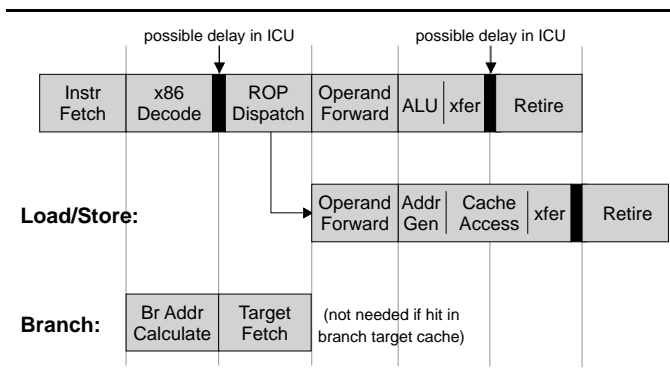 possible delay in ICU possible delay in ICU
Instr x86 ROP Operand
Fetch Decode Dispatch Forward ALU xfer Retire
Load/Store: Operand Addr Cache xfer Retire
Forward Gen Access
Branch: Br Addr Target (not needed if hit in
Calculate Fetch branch target cache)